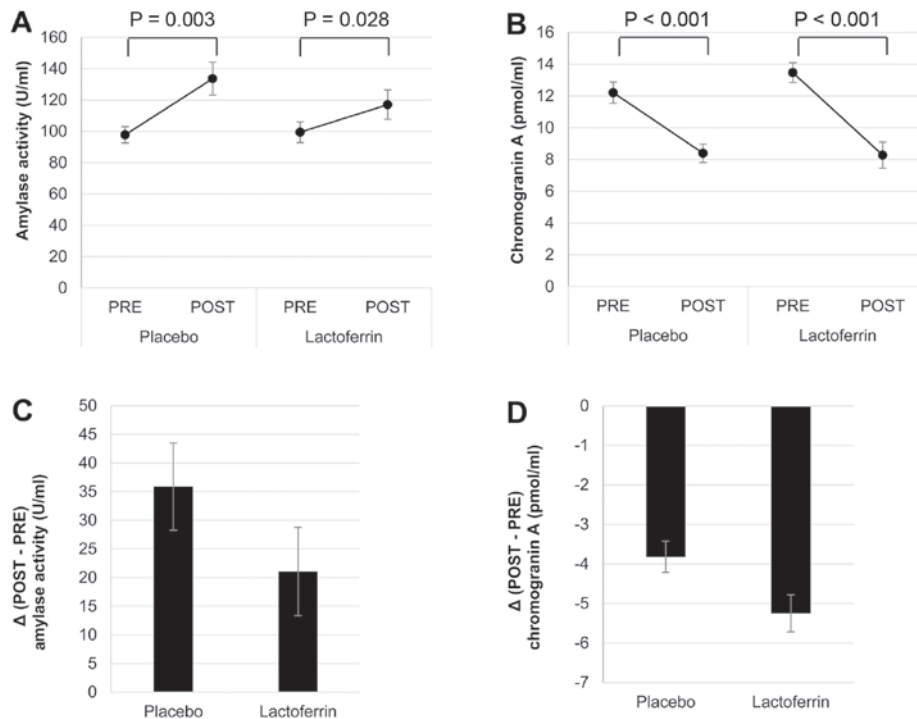 A
P = 0.003
P = 0.028
Amylase activity (U/ml)
160
140
120
100
80
60
40
20
0
PRE
POST
PRE
POST
Placebo
Lactoferrin
B
P < 0.001
P < 0.001
Chromogranin A (pmol/ml)
16
14
12
10
8
6
4
2
0
PRE
POST
PRE
POST
Placebo
Lactoferrin
C
Δ (POST - PRE)
amylase activity (U/ml)
50
45
40
35
30
25
20
15
10
5
0
Placebo
Lactoferrin
D
Δ (POST - PRE)
chromogranin A (pmol/ml)
0
-1
-2
-3
-4
-5
-6
-7
Placebo
Lactoferrin